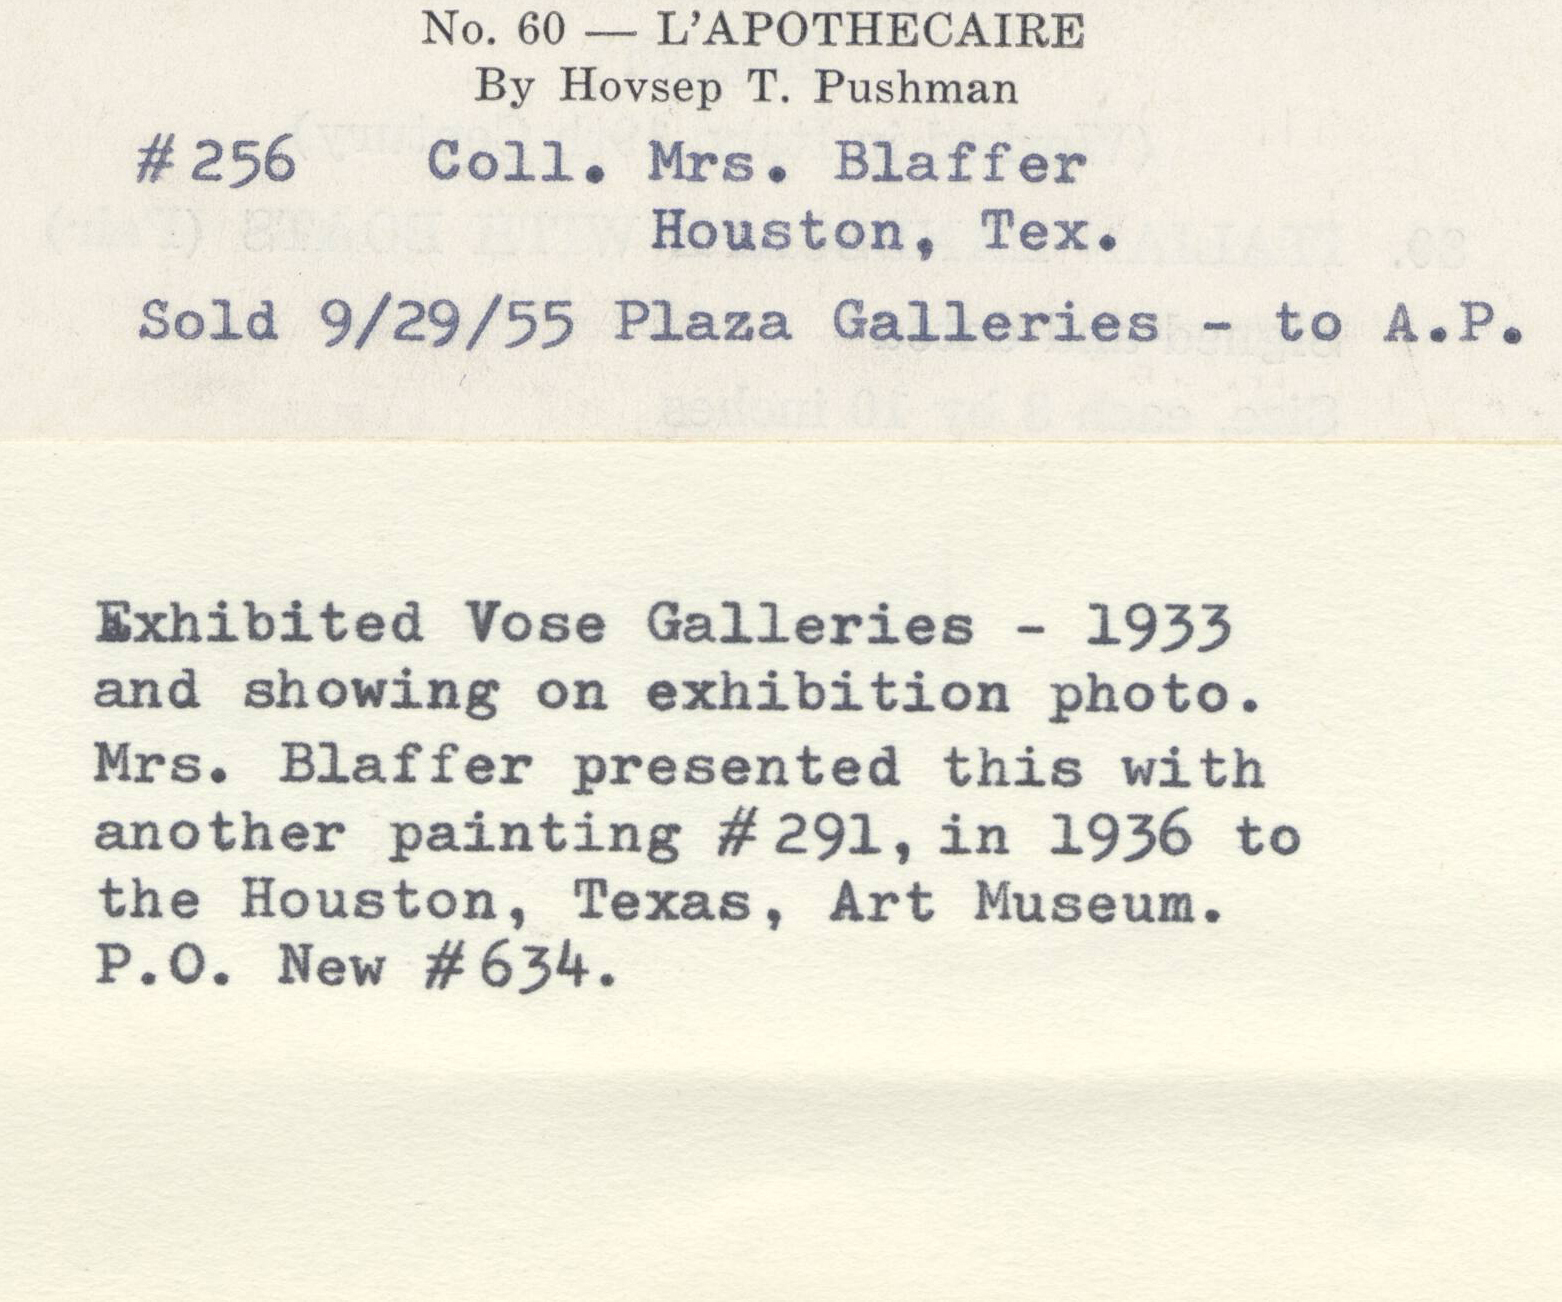 No. 60 — L'APOTHECAIRE
By Hovsep T. Pushman
#256 Coll. Mrs. Blaffer
Houston, Tex.
Sold 9/29/55 Plaza Galleries - to A.P.
Exhibited Vose Galleries - 1933
and showing on exhibition photo.
Mrs. Blaffer presented this with
another painting #291, in 1936 to
the Houston, Texas, Art Museum.
P.O. New #634.